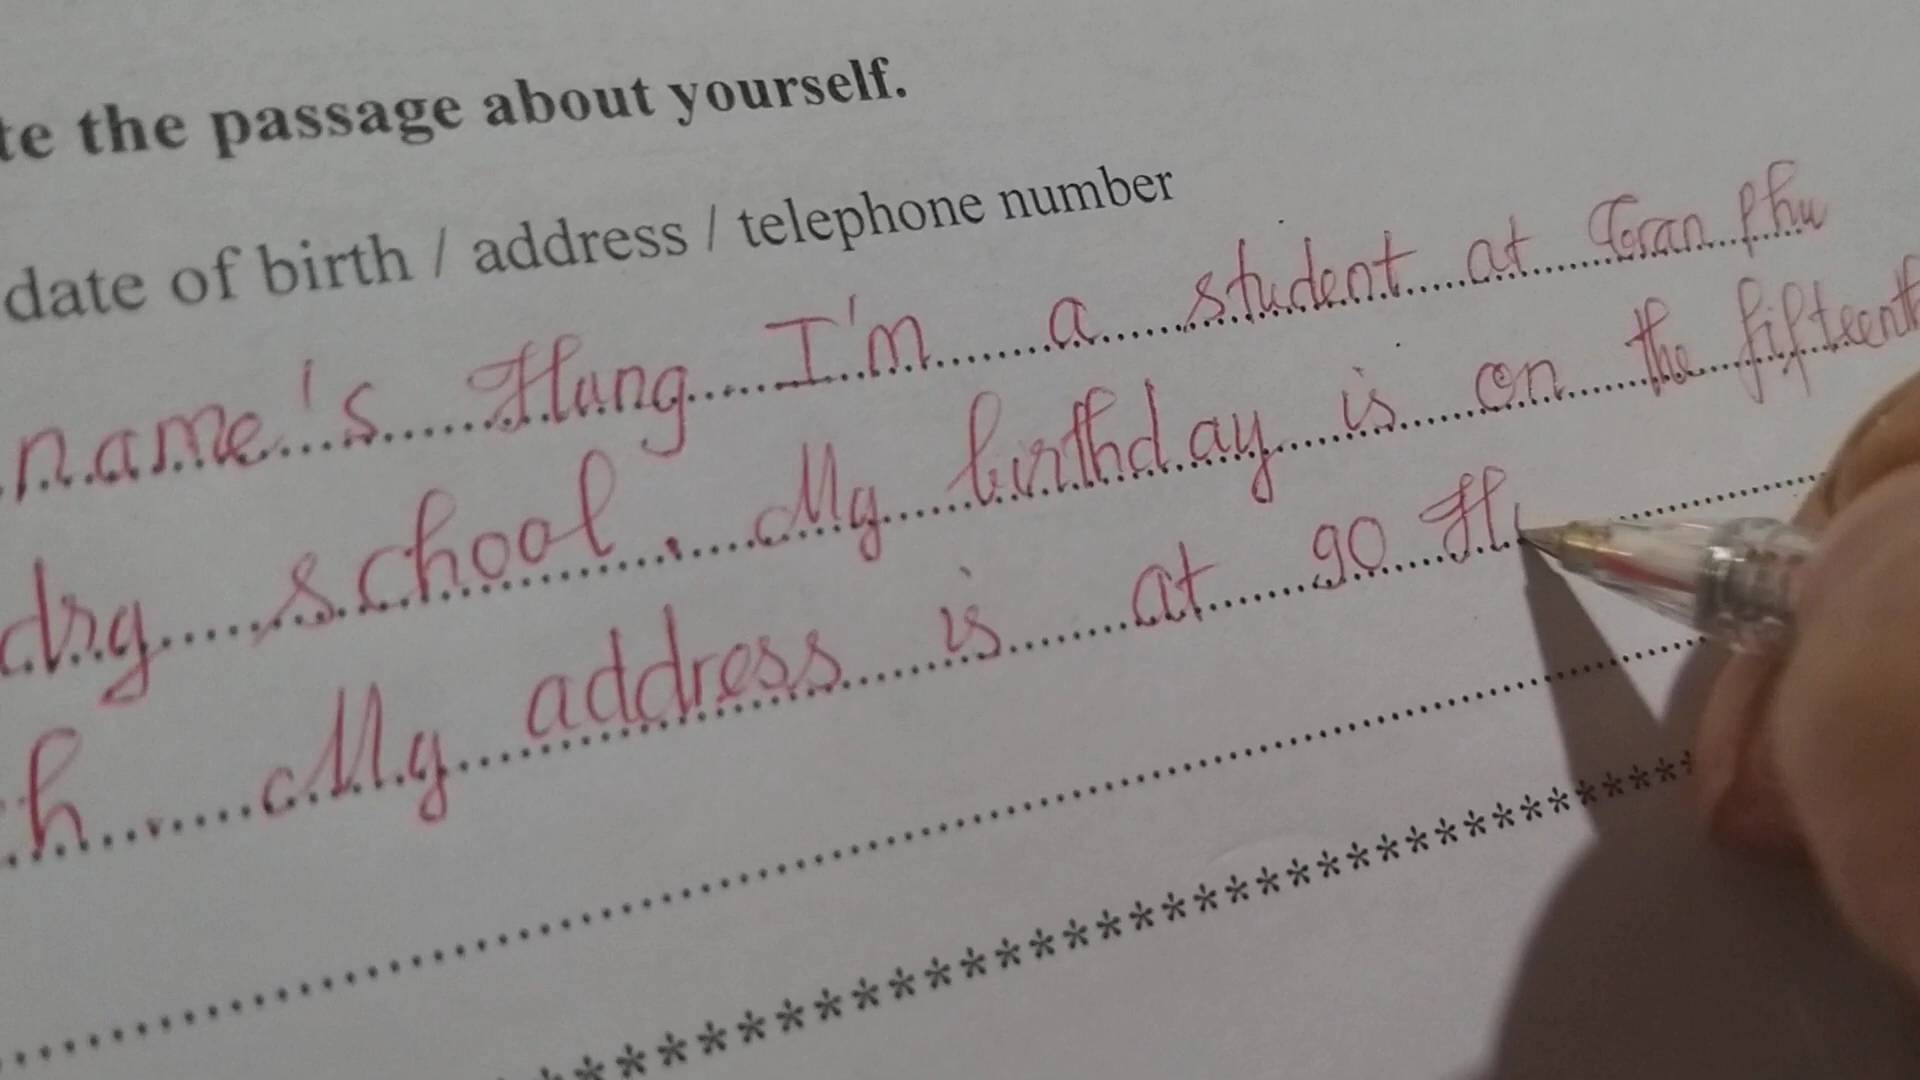 te the passage about yourself.
date of birth / address / telephone number
name's Hung I'm a student at Tran Phu
dry school. My birthday is on the fifteenth
h My address is at 90